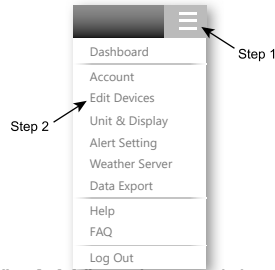 Step 1
Dashboard
Account
Edit Devices
Step 2
Unit & Display
Alert Setting
Weather Server
Data Export
Help
FAQ
Log Out